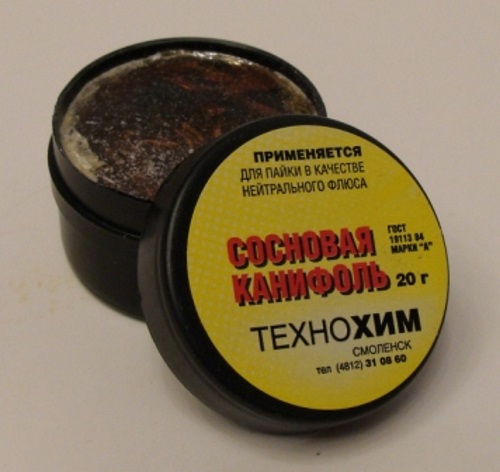 ПРИМЕНЯЕТСЯ
ДЛЯ ПАЙКИ В КАЧЕСТВЕ
НЕЙТРАЛЬНОГО ФЛЮСА
СОСНОВАЯ
КАНИФОЛЬ
ГОСТ
19113 84
МАРКИ "А"
20 г
ТЕХНОХИМ
СМОЛЕНСК
тел (4812) 31 08 60